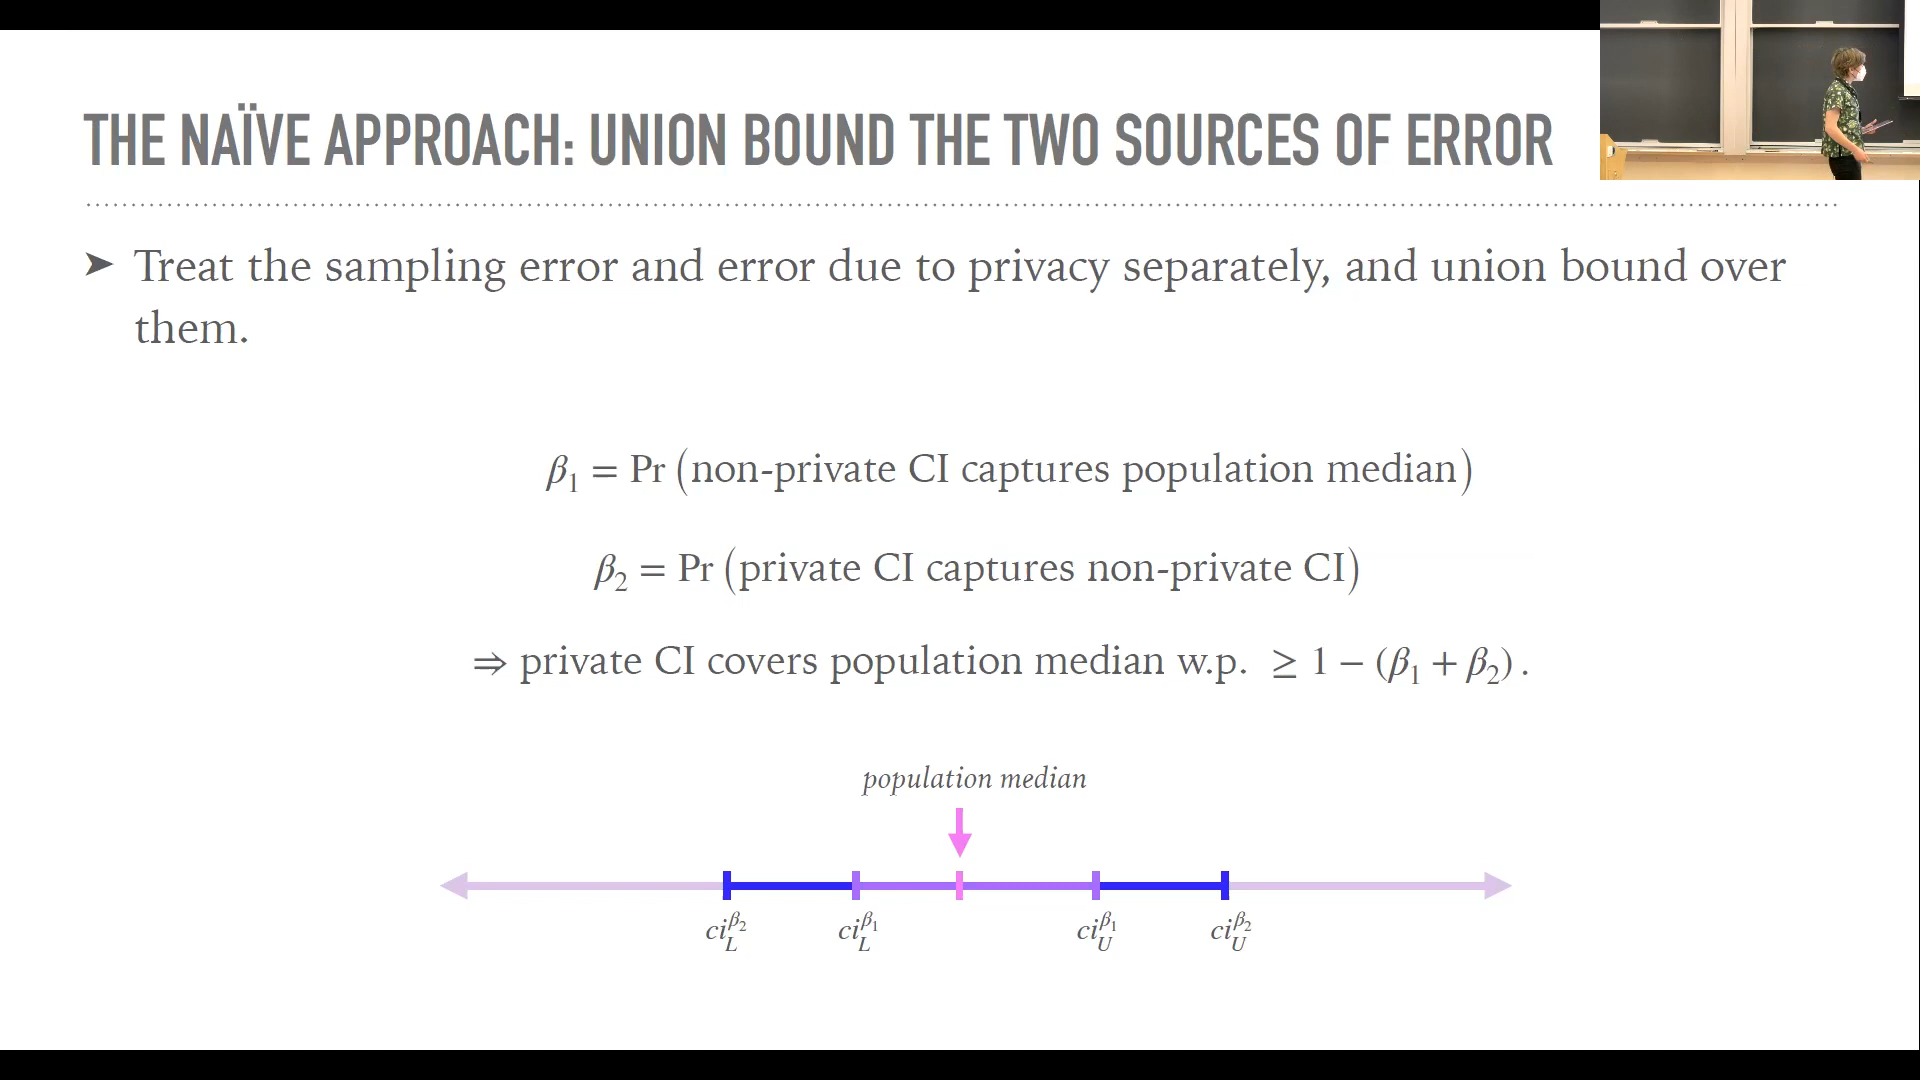 THE NAÏVE APPROACH: UNION BOUND THE TWO SOURCES OF ERROR
➤ Treat the sampling error and error due to privacy separately, and union bound over
them.
β₁ = Pr (non-private CI captures population median)
β₂ = Pr (private CI captures non-private CI)
⇒ private CI covers population median w.p. ≥ 1 − (β₁ + β₂) .
population median
ci_L^{β₂} ci_L^{β₁} ci_U^{β₁} ci_U^{β₂}